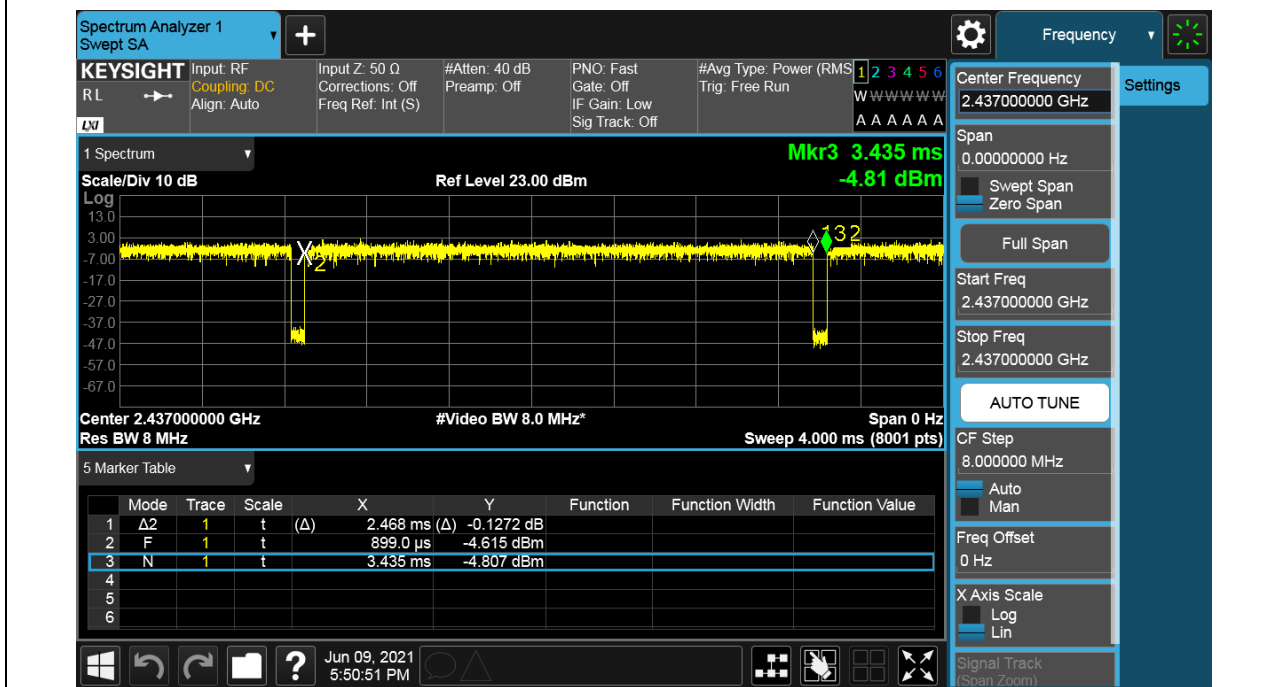 Spectrum Analyzer 1
Swept SA
Frequency
KEYSIGHT
R L
LXI
Input: RF
Coupling: DC
Align: Auto
Input Z: 50 Ω
Corrections: Off
Freq Ref: Int (S)
#Atten: 40 dB
Preamp: Off
PNO: Fast
Gate: Off
IF Gain: Low
Sig Track: Off
#Avg Type: Power (RMS
Trig: Free Run
1 2 3 4 5 6
W W W W W W
A A A A A A
1 Spectrum
Mkr3 3.435 ms
-4.81 dBm
Scale/Div 10 dB
Ref Level 23.00 dBm
Log
13.0
3.00
-7.00
-17.0
-27.0
-37.0
-47.0
-57.0
-67.0
X2
132
Center 2.437000000 GHz
#Video BW 8.0 MHz*
Span 0 Hz
Res BW 8 MHz
Sweep 4.000 ms (8001 pts)
5 Marker Table
Mode Trace Scale X Y Function Function Width Function Value
1 Δ2 1 t (Δ) 2.468 ms (Δ) -0.1272 dB
2 F 1 t 899.0 µs -4.615 dBm
3 N 1 t 3.435 ms -4.807 dBm
4
5
6
?
Jun 09, 2021
5:50:51 PM
Center Frequency
2.437000000 GHz
Settings
Span
0.00000000 Hz
Swept Span
Zero Span
Full Span
Start Freq
2.437000000 GHz
Stop Freq
2.437000000 GHz
AUTO TUNE
CF Step
8.000000 MHz
Auto
Man
Freq Offset
0 Hz
X Axis Scale
Log
Lin
Signal Track
(Span Zoom)